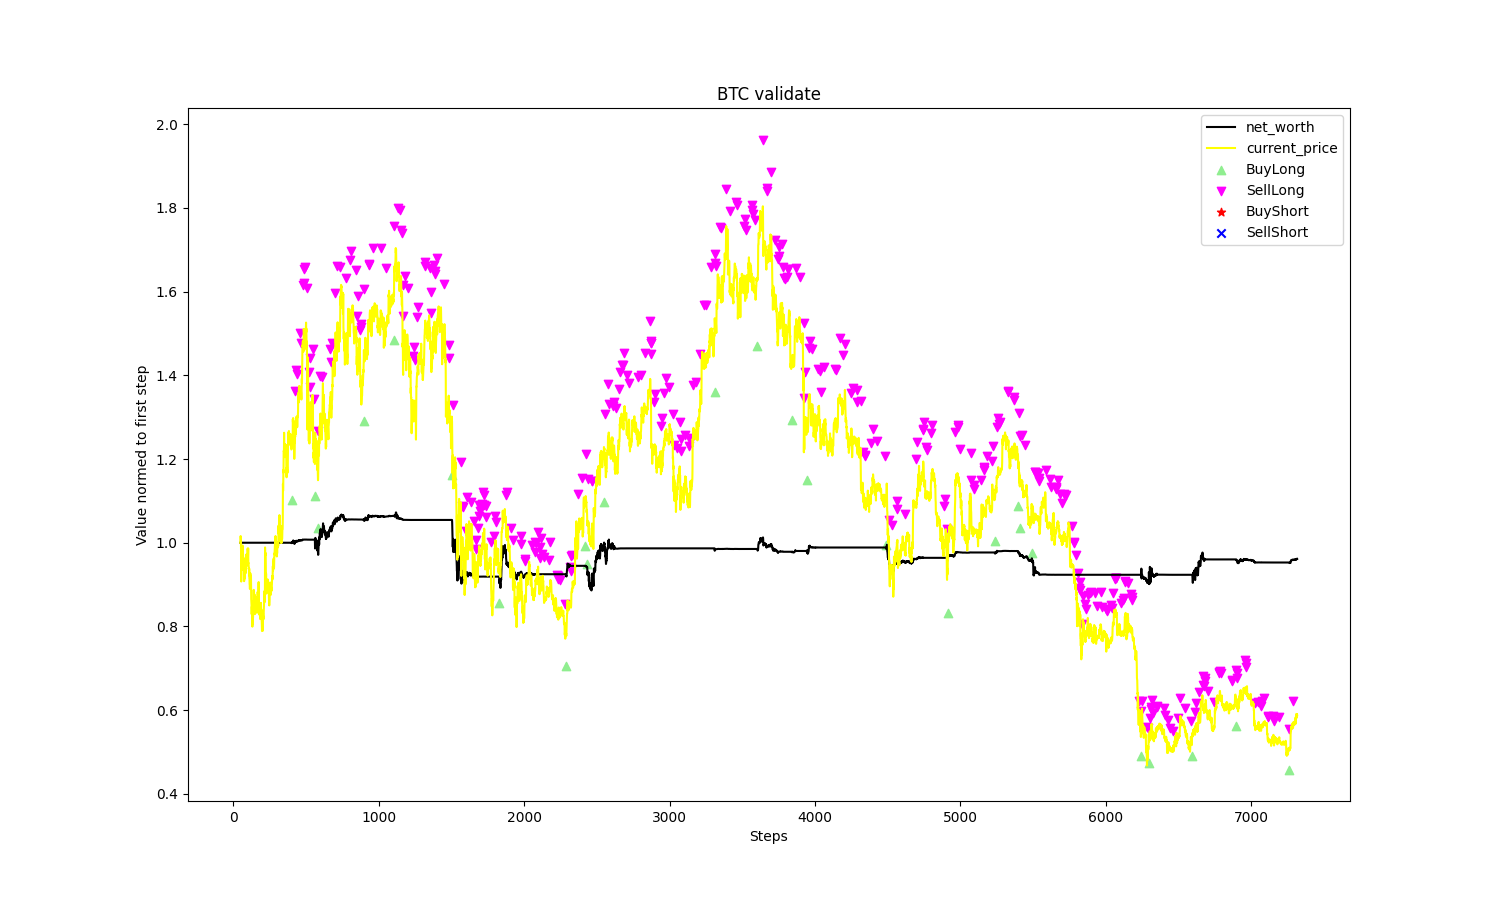 BTC validate
2.0
1.8
1.6
1.4
1.2
1.0
0.8
0.6
0.4
Value normed to first step
net_worth
current_price
BuyLong
SellLong
BuyShort
SellShort
0 1000 2000 3000 4000 5000 6000 7000
Steps